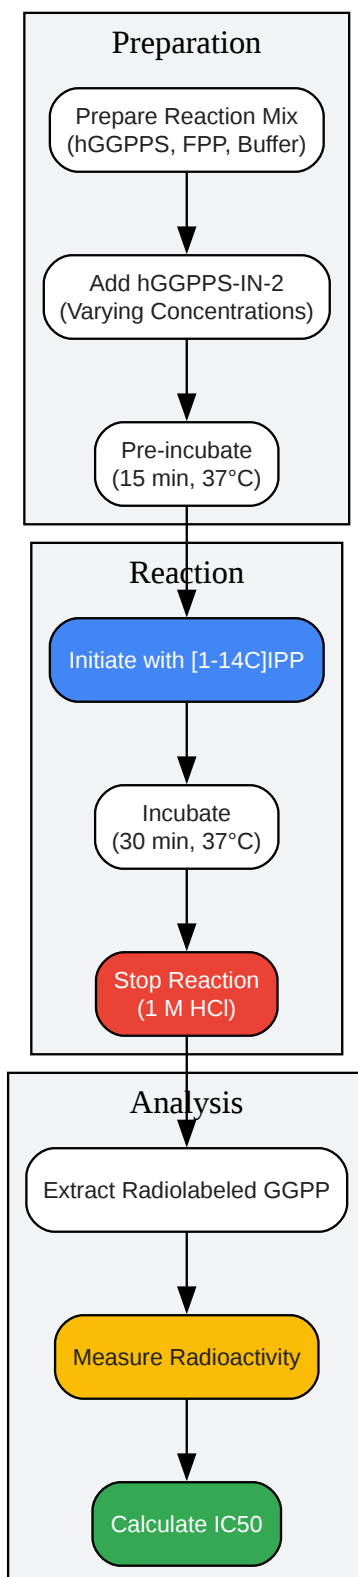 Preparation
Prepare Reaction Mix
(hGGPPS, FPP, Buffer)
Add hGGPPS-IN-2
(Varying Concentrations)
Pre-incubate
(15 min, 37°C)
Reaction
Initiate with [1-14C]IPP
Incubate
(30 min, 37°C)
Stop Reaction
(1 M HCl)
Analysis
Extract Radiolabeled GGPP
Measure Radioactivity
Calculate IC50